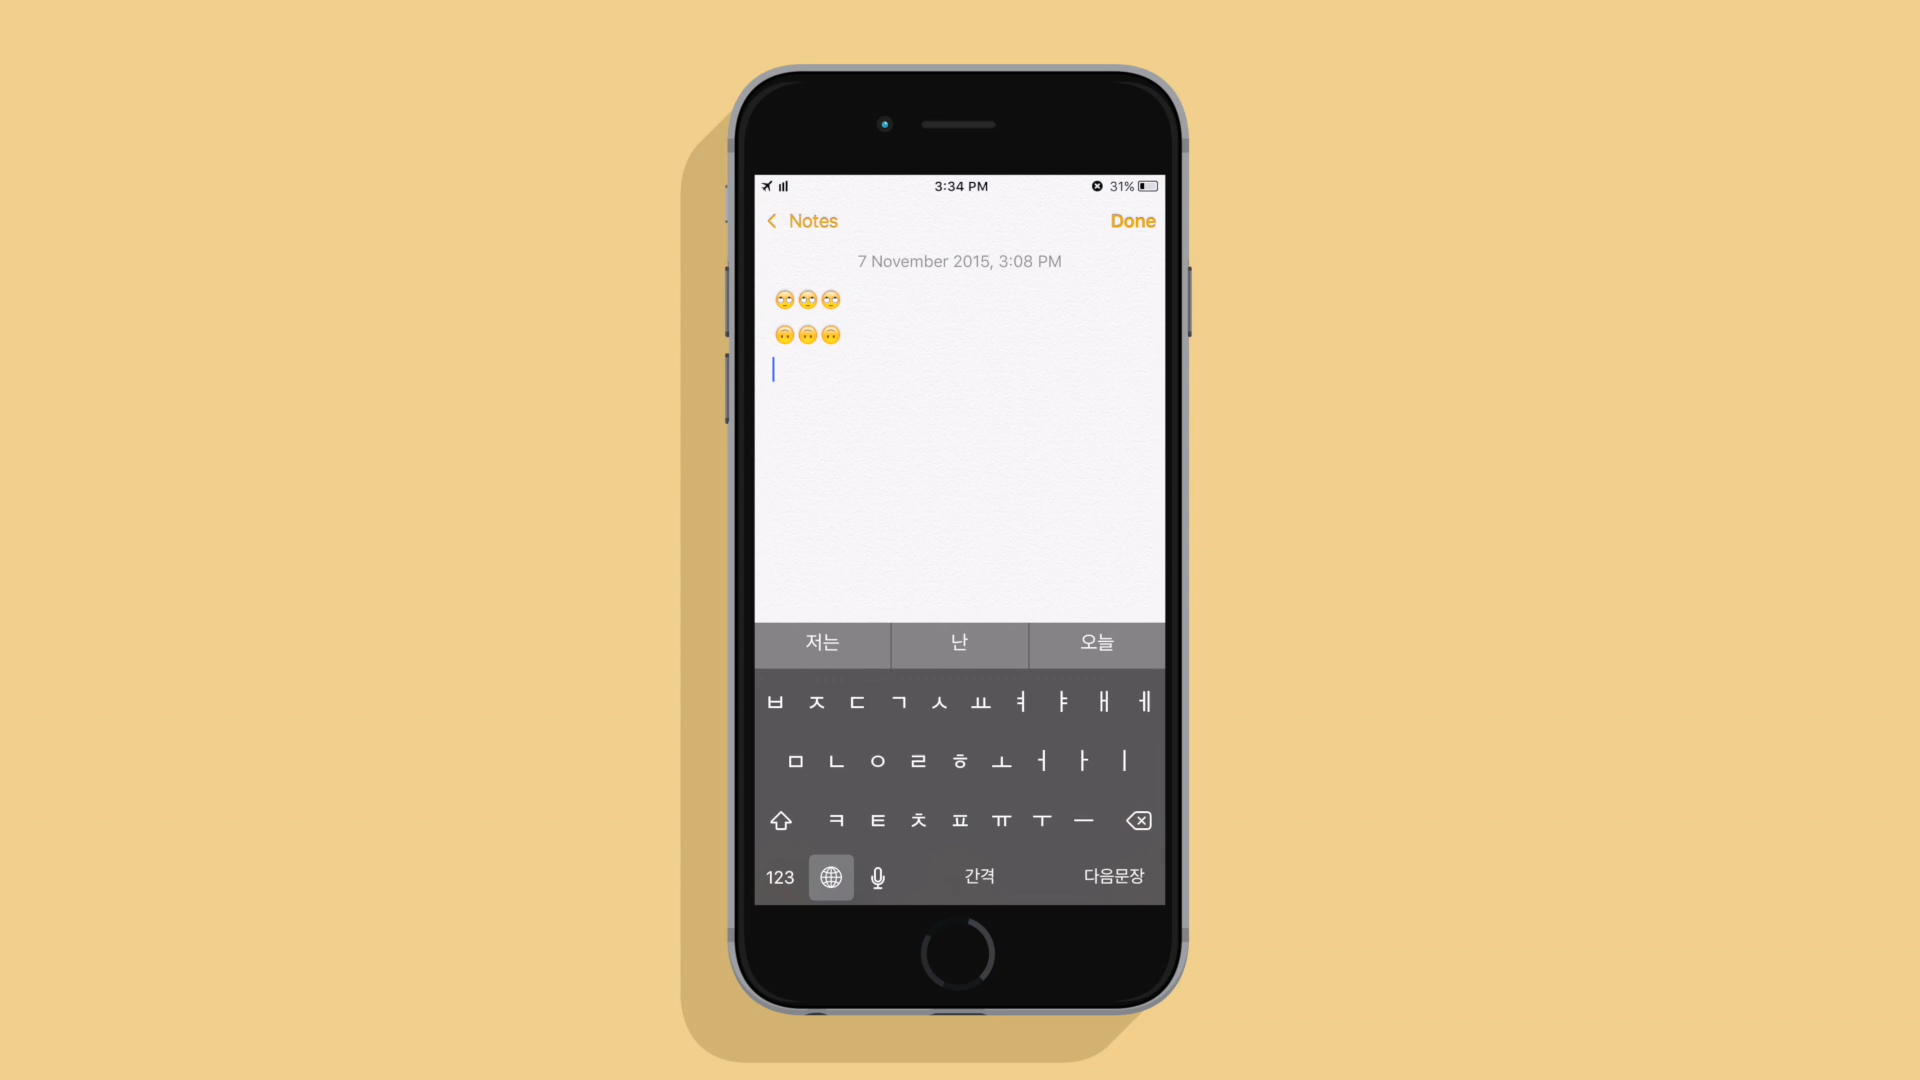 3:34 PM 31%
Notes Done
7 November 2015, 3:08 PM
🙄🙄🙄
🙃🙃🙃
저는 난 오늘
ㅂ ㅈ ㄷ ㄱ ㅅ ㅛ ㅕ ㅑ ㅐ ㅔ
ㅁ ㄴ ㅇ ㄹ ㅎ ㅗ ㅓ ㅏ ㅣ
ㅋ ㅌ ㅊ ㅍ ㅠ ㅜ ㅡ
123 간격 다음문장